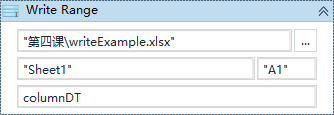 Write Range
"第四课\writeExample.xlsx" ...
"Sheet1" "A1"
columnDT